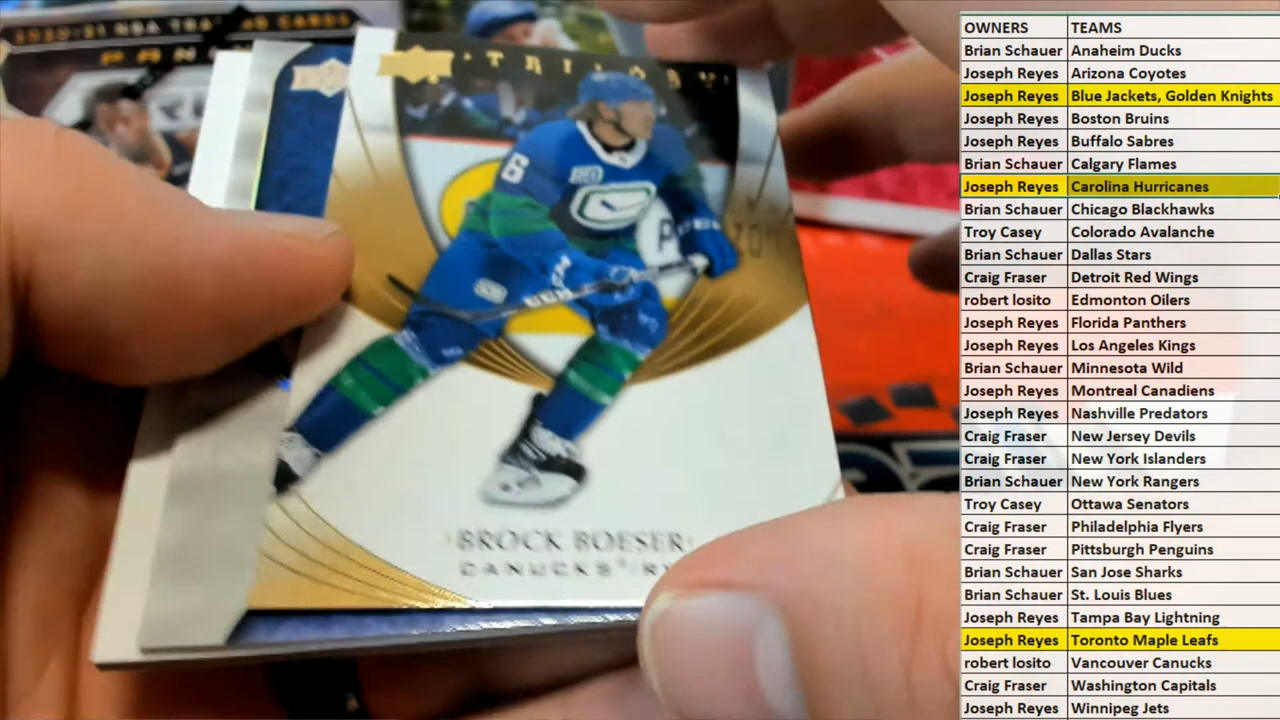 2020-21 NBA TRADING CARDS
TRILOGY
6
BROCK BOESER
CANUCKS
OWNERS TEAMS
Brian Schauer Anaheim Ducks
Joseph Reyes Arizona Coyotes
Joseph Reyes Blue Jackets, Golden Knights
Joseph Reyes Boston Bruins
Joseph Reyes Buffalo Sabres
Brian Schauer Calgary Flames
Joseph Reyes Carolina Hurricanes
Brian Schauer Chicago Blackhawks
Troy Casey Colorado Avalanche
Brian Schauer Dallas Stars
Craig Fraser Detroit Red Wings
robert losito Edmonton Oilers
Joseph Reyes Florida Panthers
Joseph Reyes Los Angeles Kings
Brian Schauer Minnesota Wild
Joseph Reyes Montreal Canadiens
Joseph Reyes Nashville Predators
Craig Fraser New Jersey Devils
Craig Fraser New York Islanders
Brian Schauer New York Rangers
Troy Casey Ottawa Senators
Craig Fraser Philadelphia Flyers
Craig Fraser Pittsburgh Penguins
Brian Schauer San Jose Sharks
Brian Schauer St. Louis Blues
Joseph Reyes Tampa Bay Lightning
Joseph Reyes Toronto Maple Leafs
robert losito Vancouver Canucks
Craig Fraser Washington Capitals
Joseph Reyes Winnipeg Jets